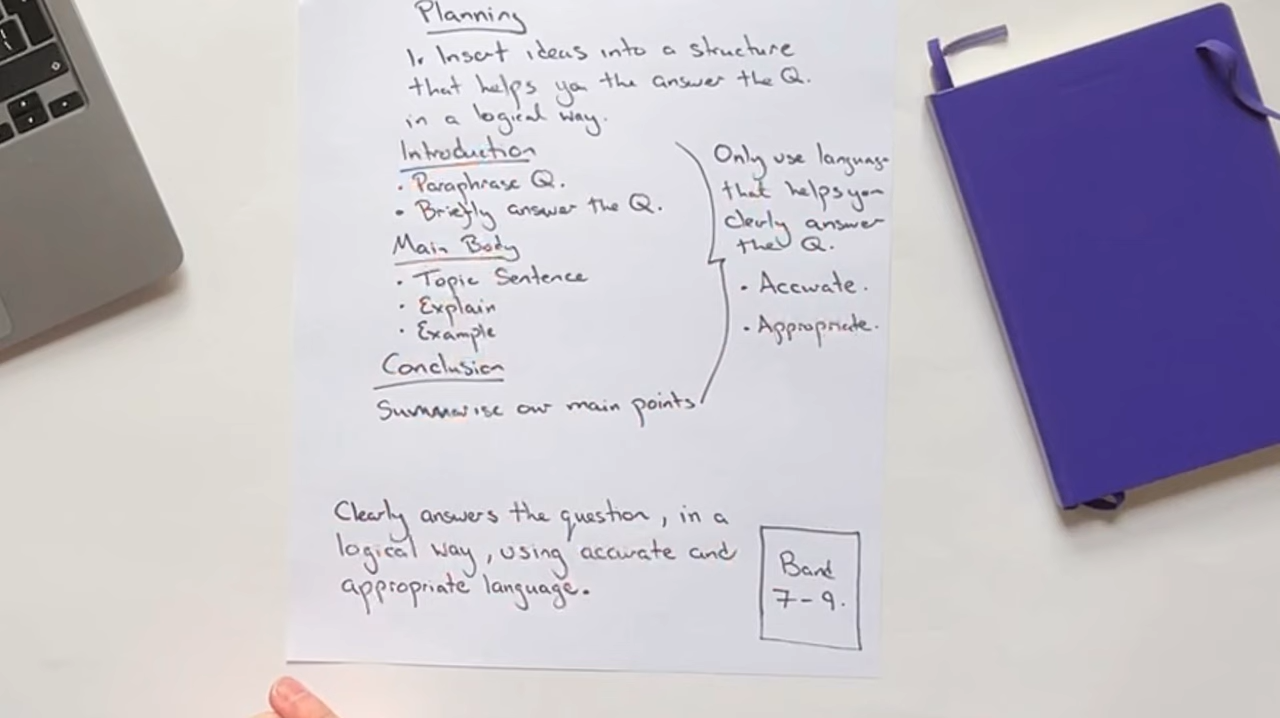 Planning
1. Insert ideas into a structure
that helps you the answer the Q.
in a logical way.
Introduction
• Paraphrase Q.
• Briefly answer the Q.
Main Body
• Topic Sentence
• Explain
• Example
Conclusion
Summarise our main points
Only use language
that helps you
clearly answer
the Q.
• Accurate.
• Appropriate.
Clearly answers the question, in a
logical way, using accurate and
appropriate language.
Band
7-9.